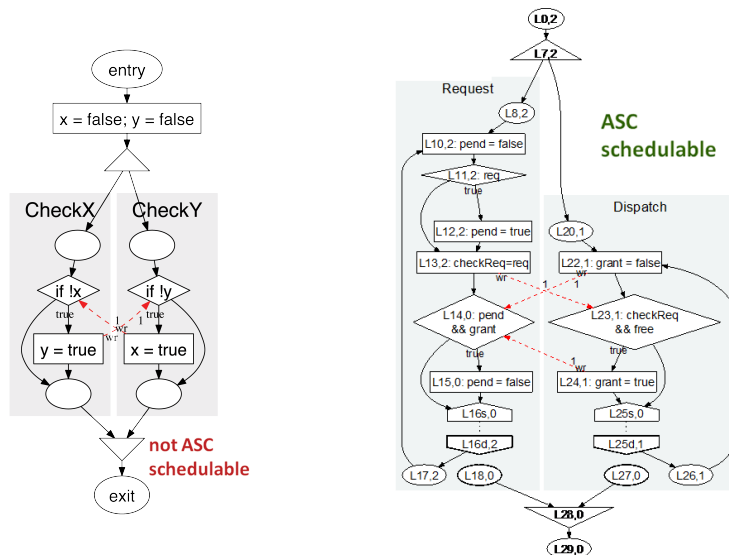 entry
x = false; y = false
CheckX
CheckY
if !x
if !y
true
true
1
wr
1
wr
y = true
x = true
not ASC
schedulable
exit
L0,2
L7,2
Request
L8,2
L10,2: pend = false
L11,2: req
true
L12,2: pend = true
L13,2: checkReq=req
wr
1
L14,0: pend
&& grant
true
L15,0: pend = false
L16s,0
L16d,2
L17,2
L18,0
ASC
schedulable
Dispatch
L20,1
L22,1: grant = false
wr
1
L23,1: checkReq
&& free
true
1
wr
L24,1: grant = true
L25s,0
L25d,1
L27,0
L26,1
L28,0
L29,0